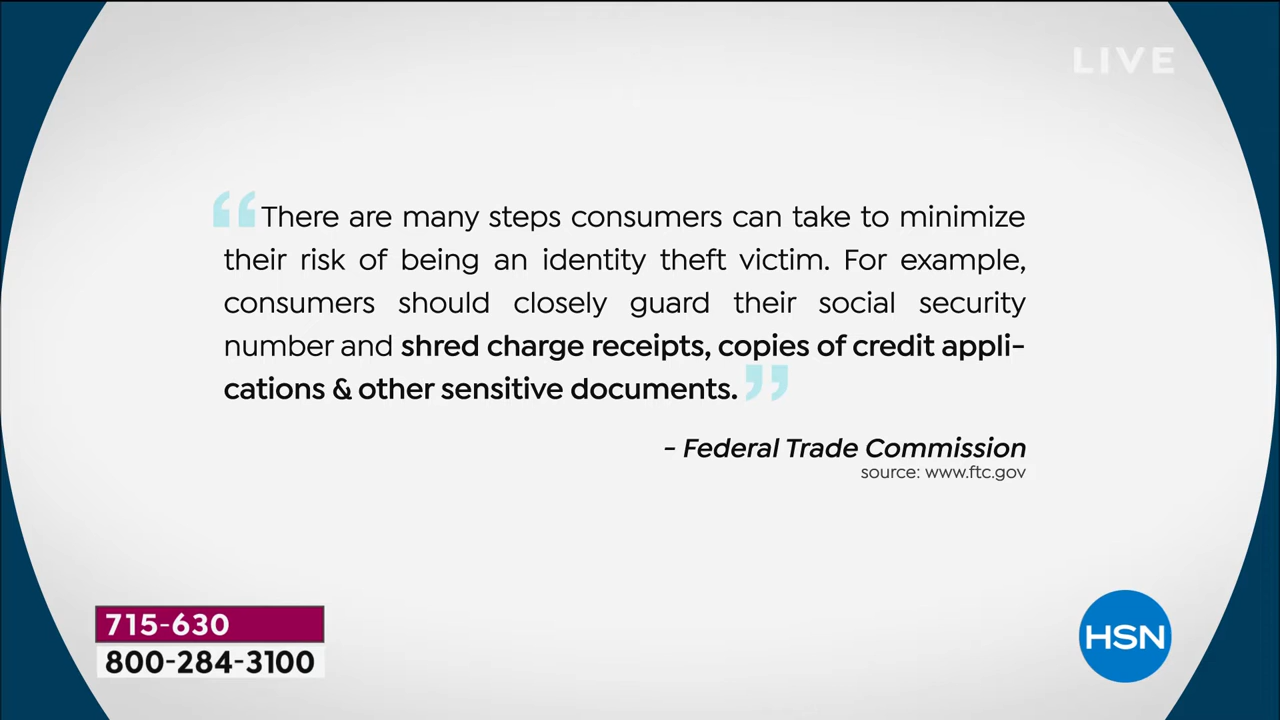 LIVE
“There are many steps consumers can take to minimize
their risk of being an identity theft victim. For example,
consumers should closely guard their social security
number and shred charge receipts, copies of credit appli-
cations & other sensitive documents.”
- Federal Trade Commission
source: www.ftc.gov
715-630
800-284-3100
HSN